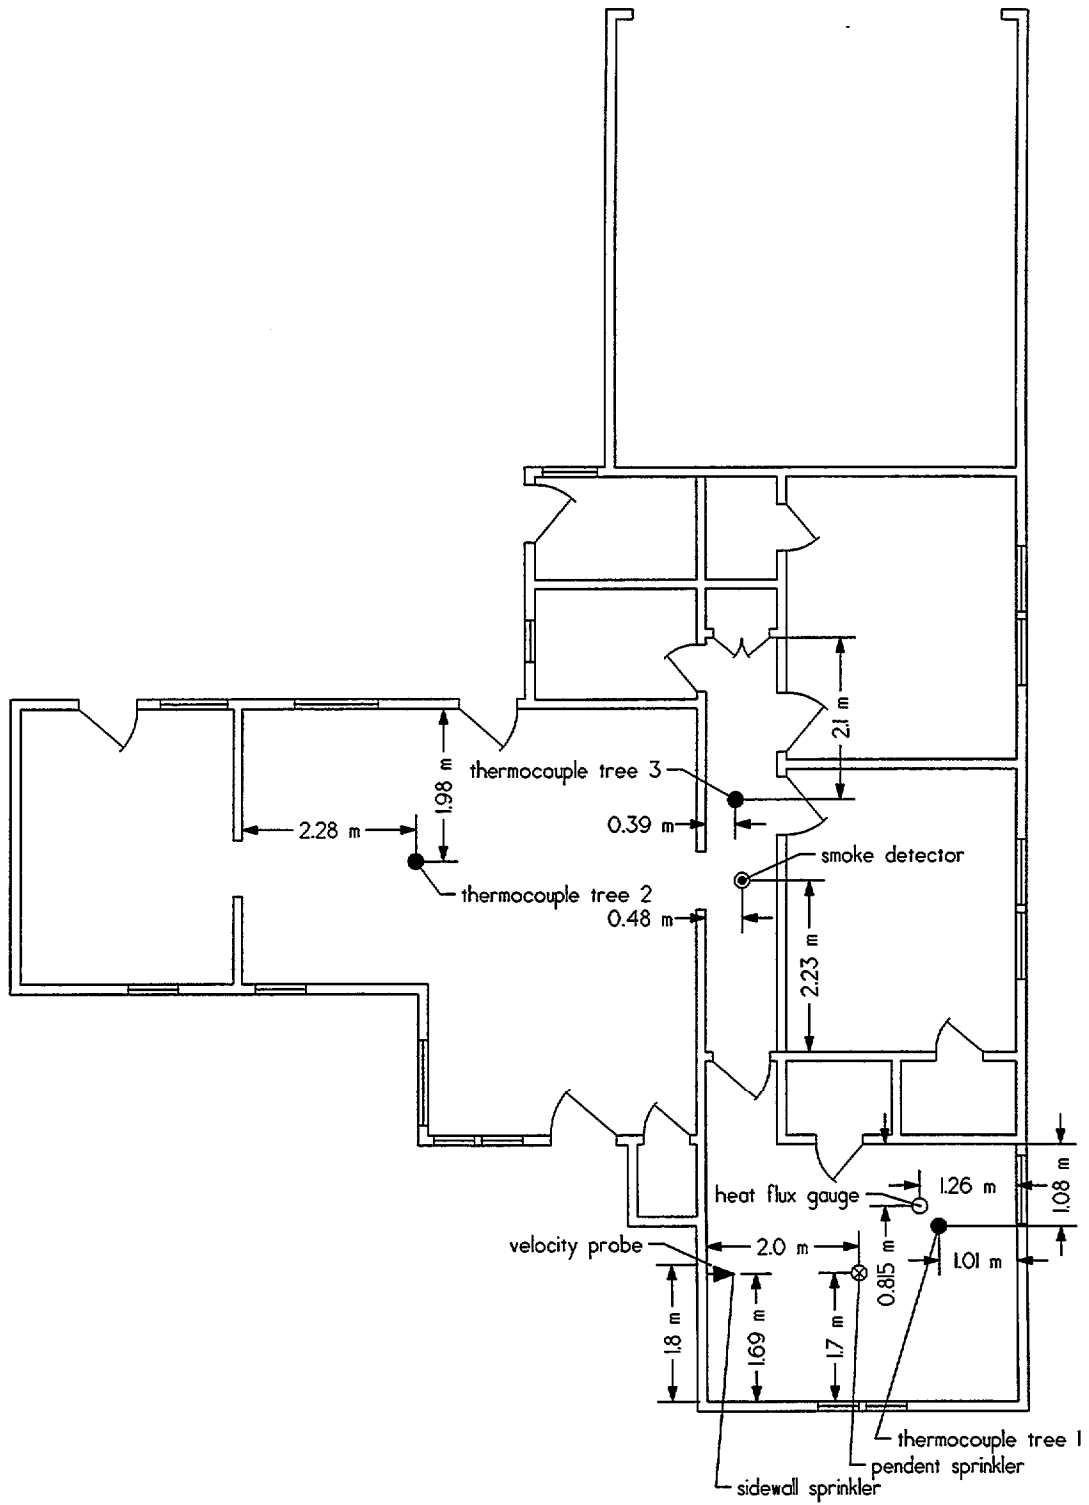 2.1 m
thermocouple tree 3
1.98 m
2.28 m
0.39 m
smoke detector
thermocouple tree 2
0.48 m
2.23 m
1.26 m
1.08 m
heat flux gauge
velocity probe
2.0 m
0.815 m
1.01 m
1.8 m
1.69 m
1.7 m
thermocouple tree 1
pendent sprinkler
sidewall sprinkler